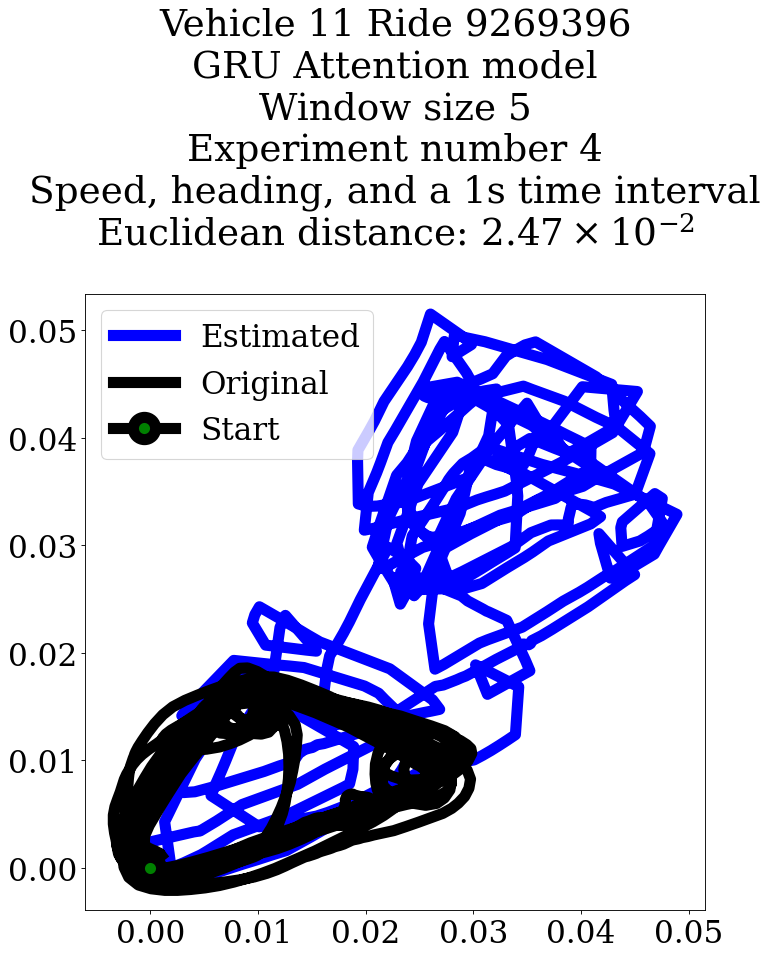 Vehicle 11 Ride 9269396
GRU Attention model
Window size 5
Experiment number 4
Speed, heading, and a 1s time interval
Euclidean distance: 2.47 × 10⁻²
Estimated
Original
Start
0.05
0.04
0.03
0.02
0.01
0.00
0.00 0.01 0.02 0.03 0.04 0.05